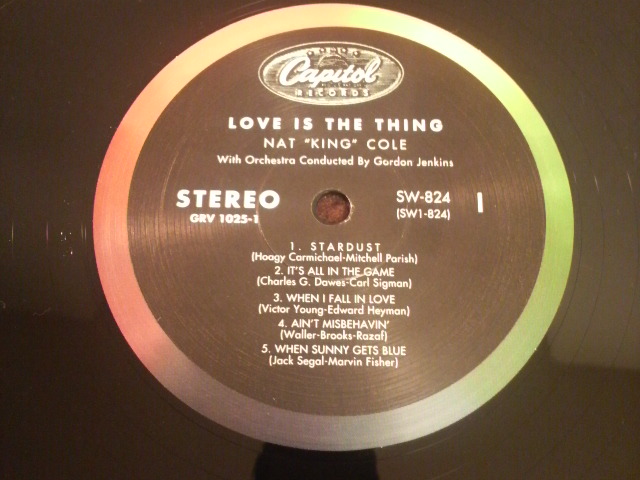 Capitol
RECORDS
LOVE IS THE THING
NAT "KING" COLE
With Orchestra Conducted By Gordon Jenkins
STEREO
GRV 1025-1
SW-824
(SW1-824)
1
1. STARDUST
(Hoagy Carmichael-Mitchell Parish)
2. IT'S ALL IN THE GAME
(Charles G. Dawes-Carl Sigman)
3. WHEN I FALL IN LOVE
(Victor Young-Edward Heyman)
4. AIN'T MISBEHAVIN'
(Waller-Brooks-Razaf)
5. WHEN SUNNY GETS BLUE
(Jack Segal-Marvin Fisher)